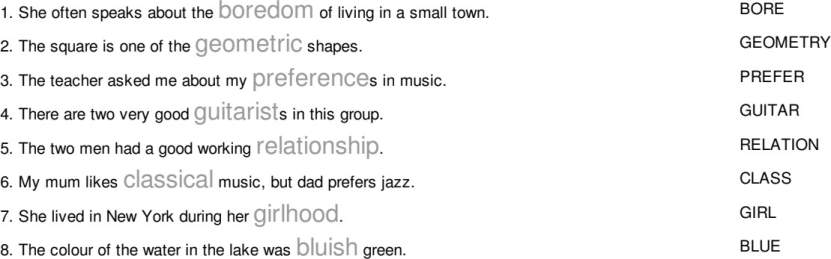 1. She often speaks about the boredom of living in a small town. BORE
2. The square is one of the geometric shapes. GEOMETRY
3. The teacher asked me about my preferences in music. PREFER
4. There are two very good guitarists in this group. GUITAR
5. The two men had a good working relationship. RELATION
6. My mum likes classical music, but dad prefers jazz. CLASS
7. She lived in New York during her girlhood. GIRL
8. The colour of the water in the lake was bluish green. BLUE